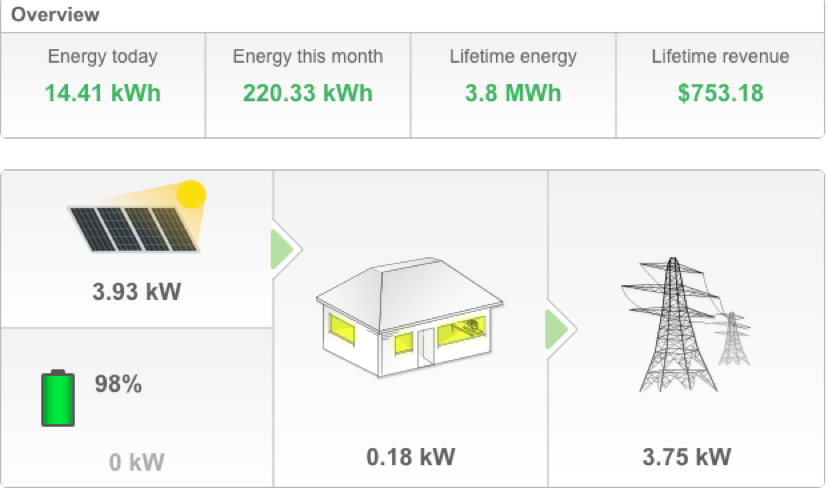 Overview
Energy today
14.41 kWh
Energy this month
220.33 kWh
Lifetime energy
3.8 MWh
Lifetime revenue
$753.18
3.93 kW
98%
0 kW
0.18 kW
3.75 kW